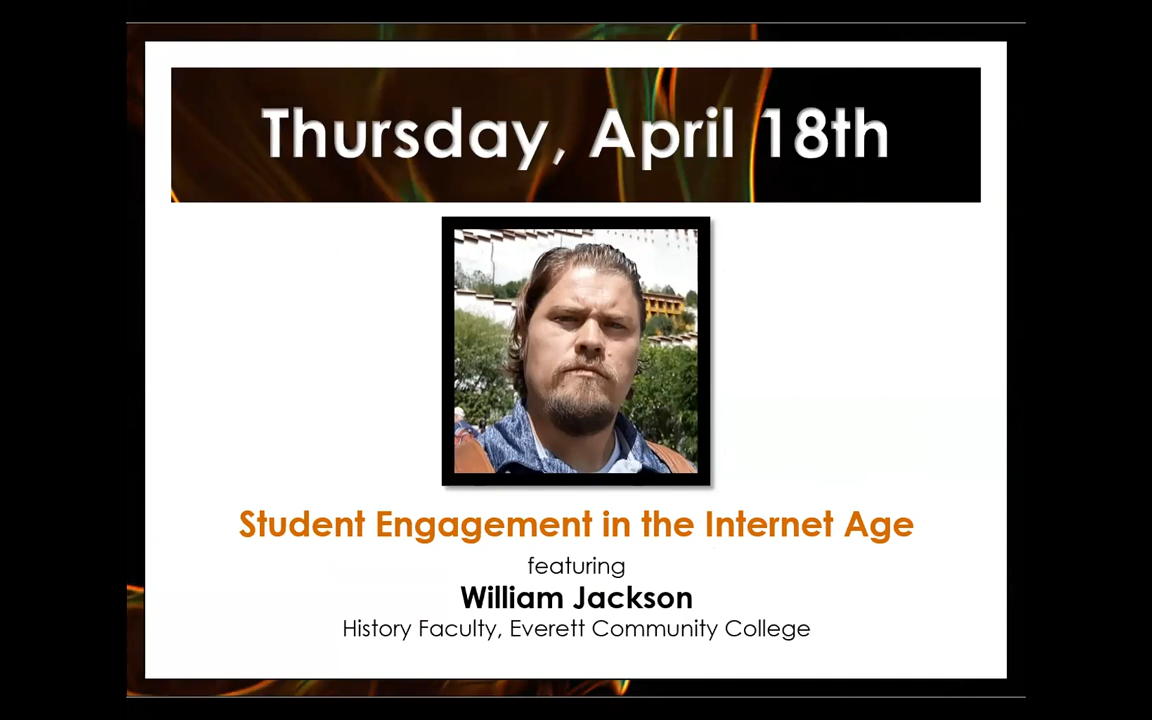 Thursday, April 18th
Student Engagement in the Internet Age
featuring
William Jackson
History Faculty, Everett Community College